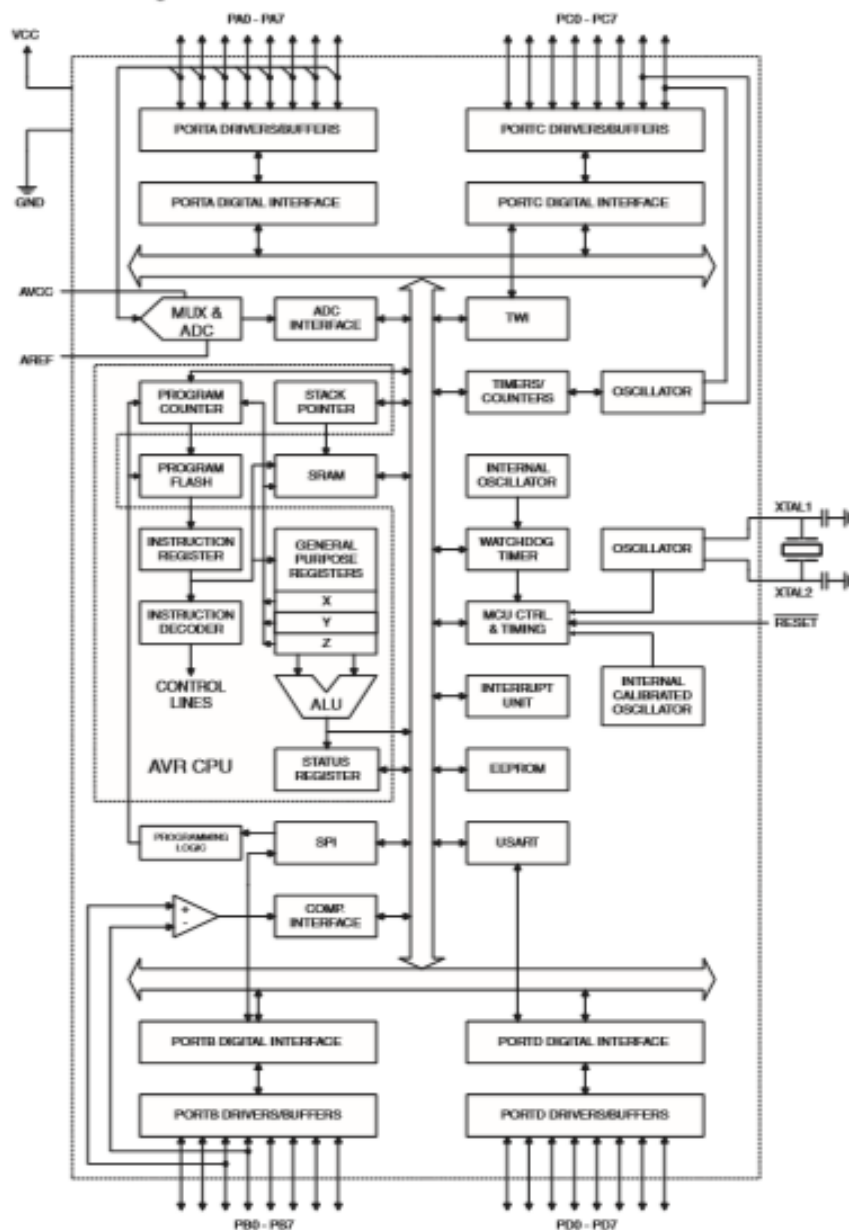 PA0 - PA7
PC0 - PC7
VCC
GND
PORTA DRIVERS/BUFFERS
PORTC DRIVERS/BUFFERS
PORTA DIGITAL INTERFACE
PORTC DIGITAL INTERFACE
AVCC
MUX &
ADC
ADC
INTERFACE
TWI
AREF
PROGRAM
COUNTER
STACK
POINTER
TIMERS/
COUNTERS
OSCILLATOR
PROGRAM
FLASH
SRAM
INTERNAL
OSCILLATOR
XTAL1
INSTRUCTION
REGISTER
GENERAL
PURPOSE
REGISTERS
WATCHDOG
TIMER
OSCILLATOR
XTAL2
X
INSTRUCTION
DECODER
Y
MCU CTRL.
& TIMING
RESET
Z
CONTROL
LINES
ALU
INTERRUPT
UNIT
INTERNAL
CALIBRATED
OSCILLATOR
AVR CPU
STATUS
REGISTER
EEPROM
PROGRAMMING
LOGIC
SPI
USART
+
-
COMP.
INTERFACE
PORTB DIGITAL INTERFACE
PORTD DIGITAL INTERFACE
PORTB DRIVERS/BUFFERS
PORTD DRIVERS/BUFFERS
PB0 - PB7
PD0 - PD7